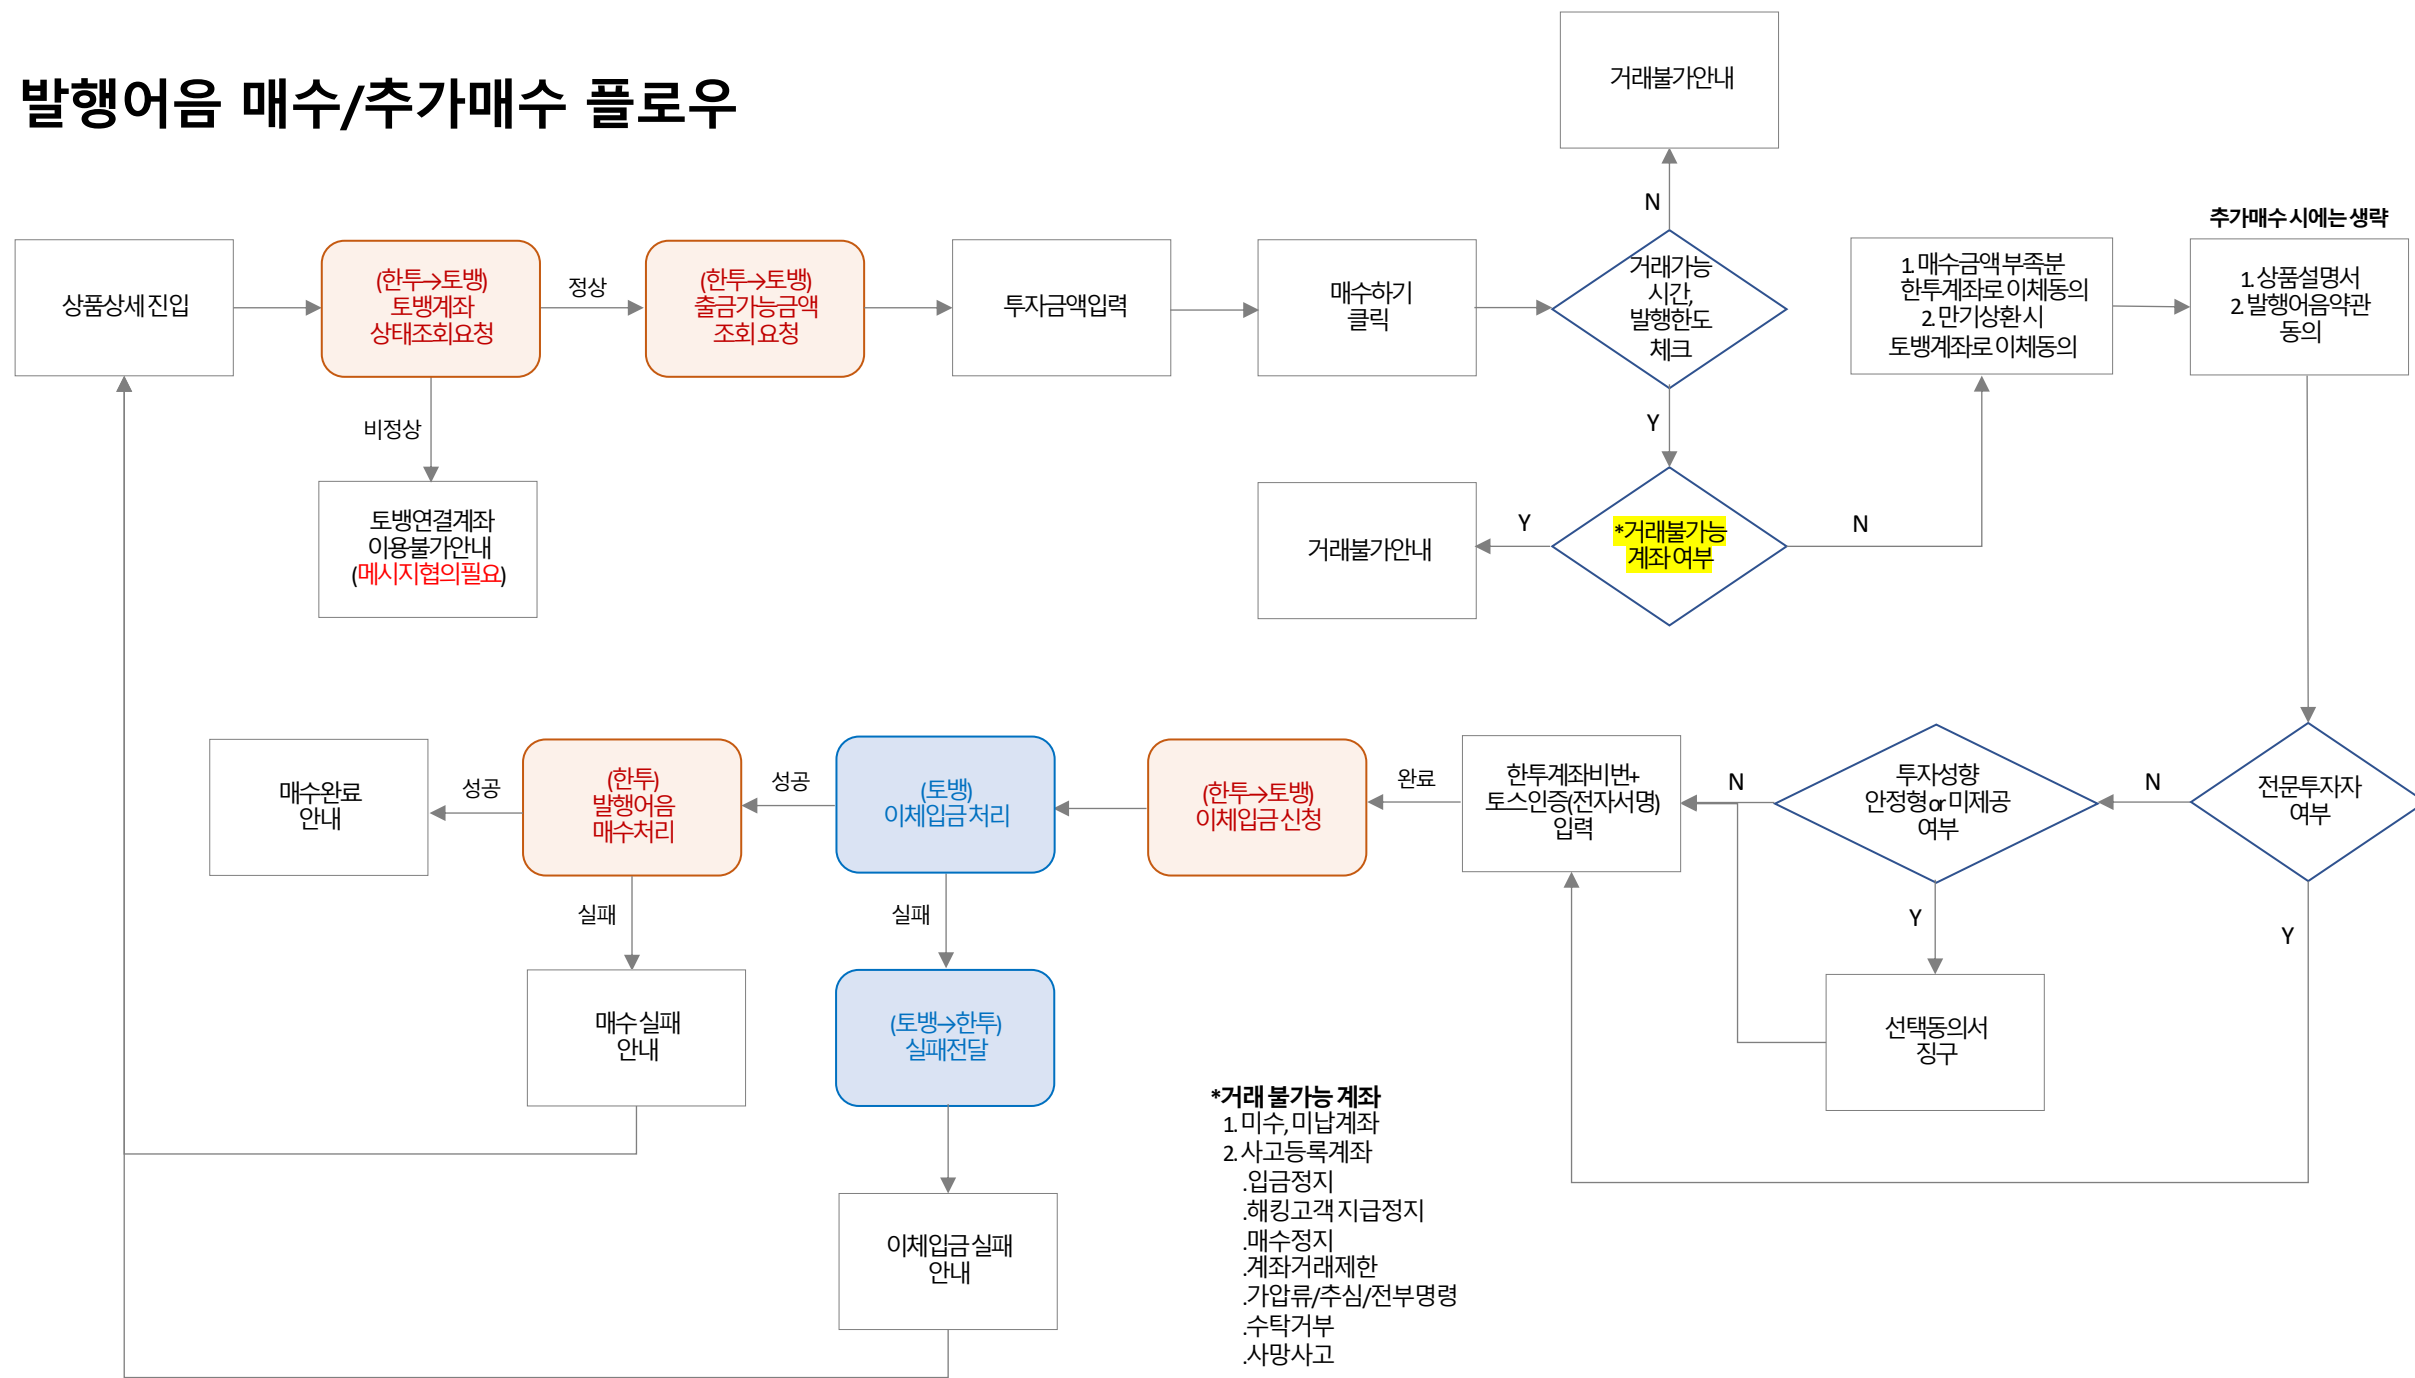 발행어음 매수/추가매수 플로우
거래불가안내
N
추가매수 시에는 생략
상품상세 진입
(한투→토뱅)
토뱅계좌
상태조회요청
정상
(한투→토뱅)
출금가능금액
조회 요청
투자금액입력
매수하기
클릭
거래가능
시간,
발행한도
체크
1. 매수금액 부족분
한투계좌로 이체동의
2. 만기상환 시
토뱅계좌로 이체동의
1. 상품설명서
2. 발행어음약관
동의
비정상
Y
토뱅연결계좌
이용불가안내
(메시지협의필요)
거래불가안내
Y
*거래불가능
계좌 여부
N
매수완료
안내
성공
(한투)
발행어음
매수처리
성공
(토뱅)
이체입금 처리
(한투→토뱅)
이체입금 신청
완료
한투계좌비번+
토스인증(전자서명)
입력
N
투자성향
안정형 or 미제공
여부
N
전문투자자
여부
실패
실패
Y
Y
매수 실패
안내
(토뱅→한투)
실패전달
선택동의서
징구
이체입금 실패
안내
*거래 불가능 계좌
1. 미수, 미납계좌
2. 사고등록계좌
.입금정지
.해킹고객 지급정지
.매수정지
.계좌거래제한
.가압류/추심/전부명령
.수탁거부
.사망사고